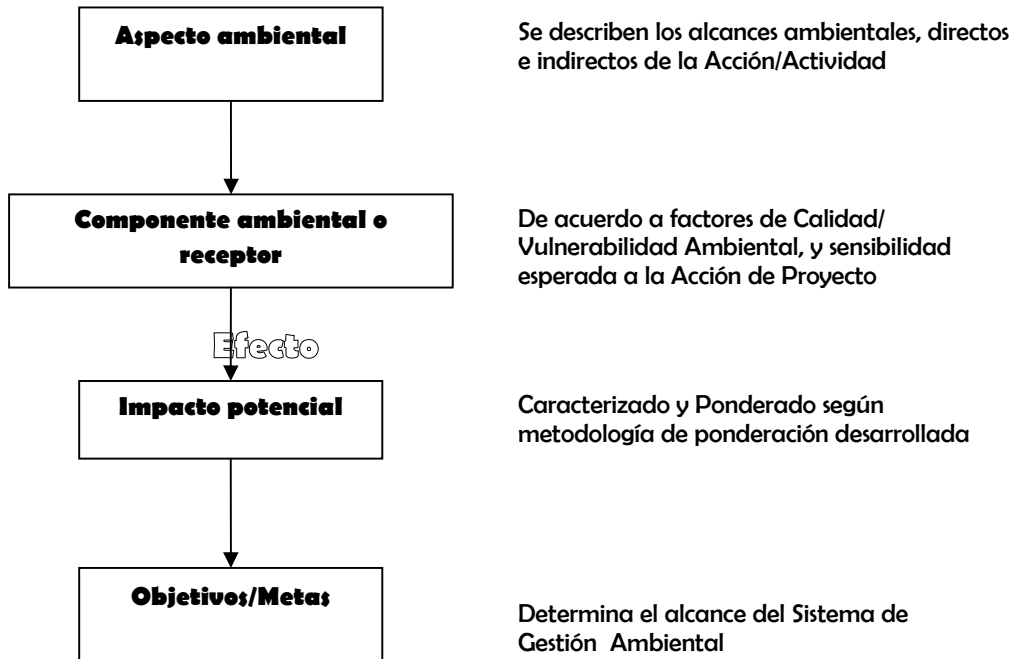 Aspecto ambiental
Se describen los alcances ambientales, directos
e indirectos de la Acción/Actividad
Componente ambiental o
receptor
De acuerdo a factores de Calidad/
Vulnerabilidad Ambiental, y sensibilidad
esperada a la Acción de Proyecto
Efecto
Impacto potencial
Caracterizado y Ponderado según
metodología de ponderación desarrollada
Objetivos/Metas
Determina el alcance del Sistema de
Gestión Ambiental